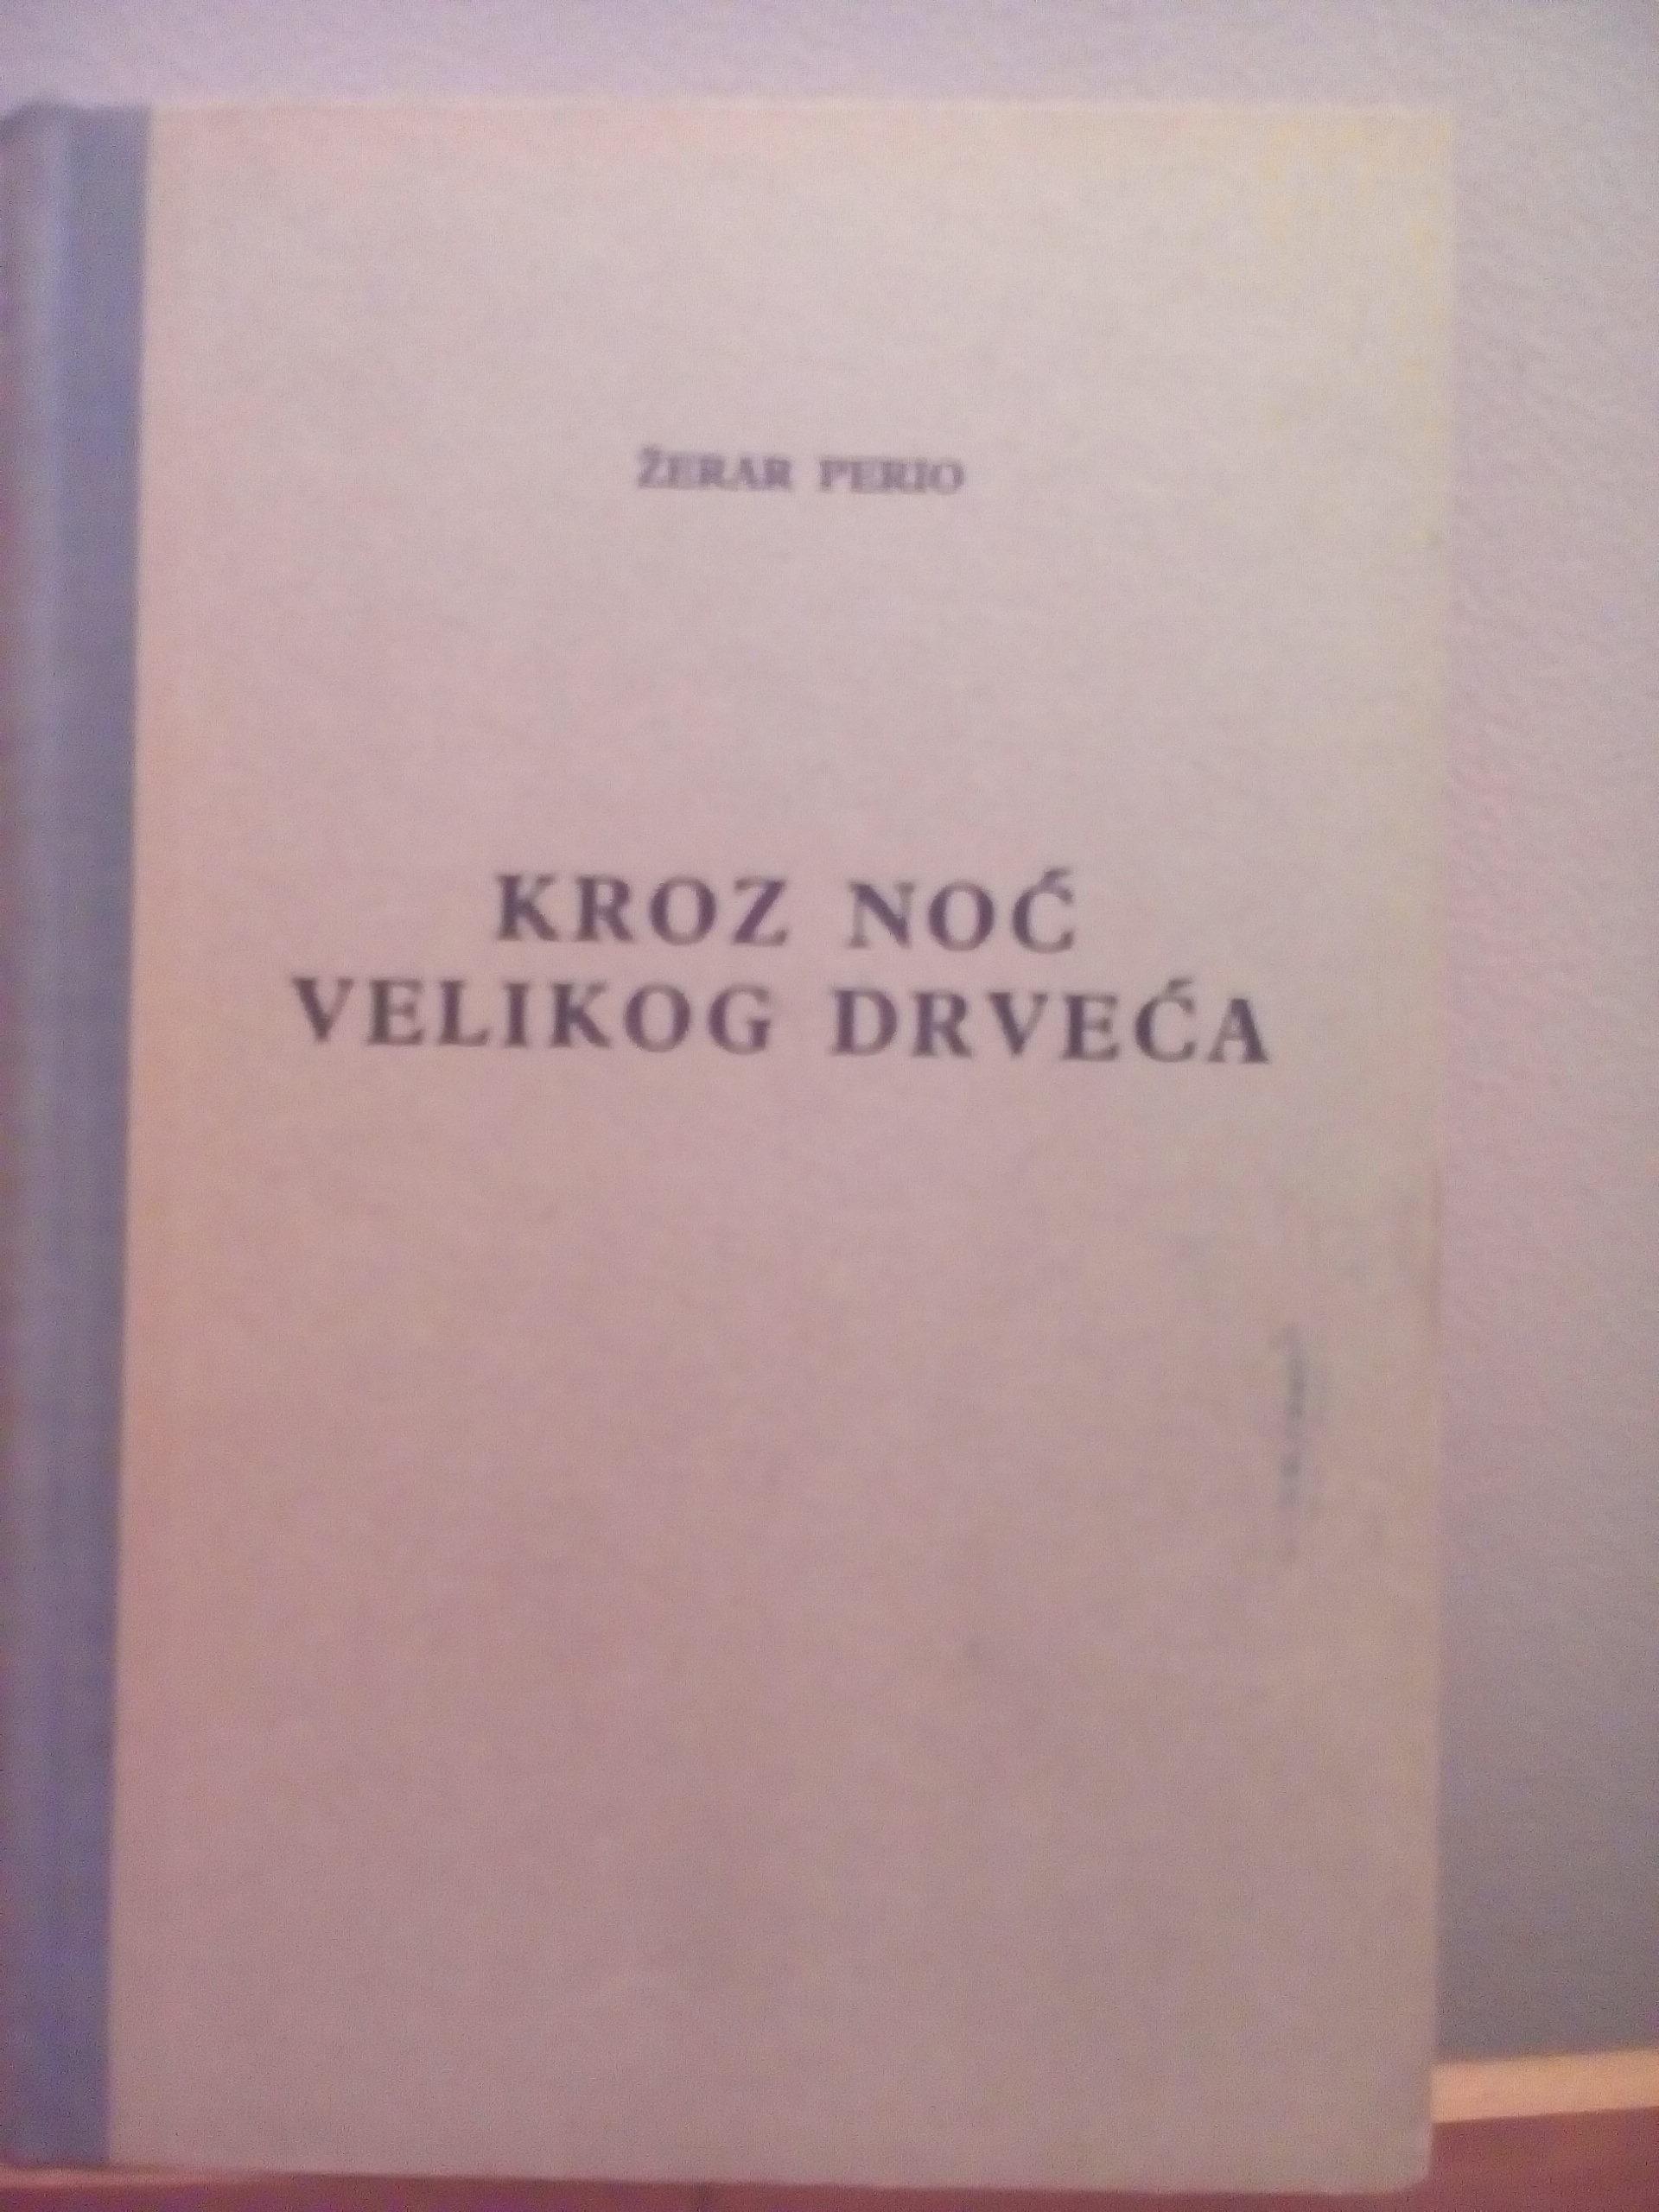 ŽERAR PERIO
KROZ NOĆ
VELIKOG DRVEĆA